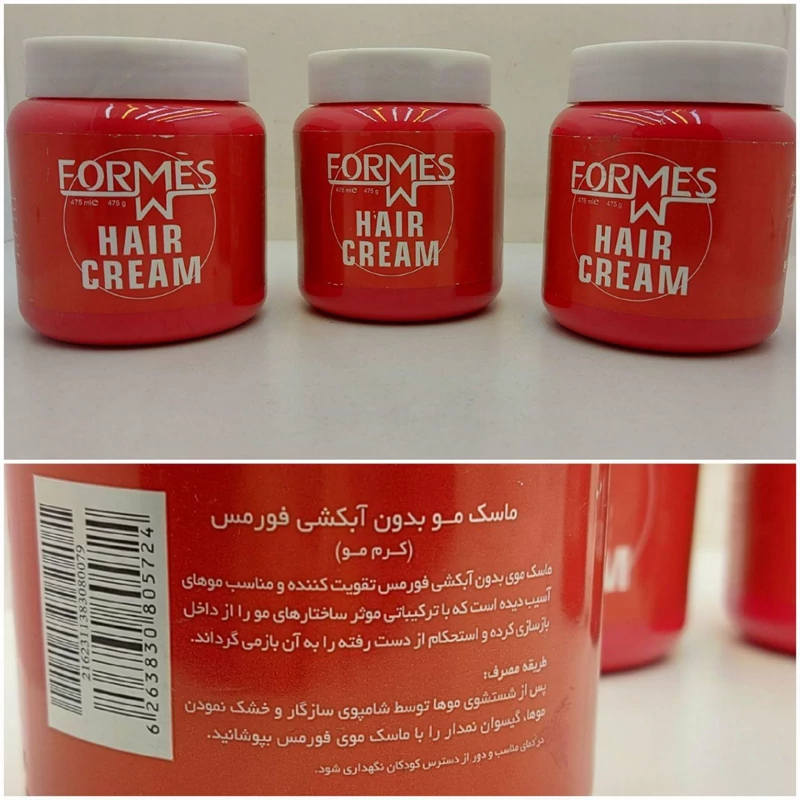 FORMES
475 ml℮ 475 g
HAIR
CREAM
FORMES
475 ml℮ 475 g
HAIR
CREAM
FORMES
475 ml℮ 475 g
HAIR
CREAM
ماسک مو بدون آبکشی فورمس
(کرم مو)
ماسک موی بدون آبکشی فورمس تقویت کننده و مناسب موهای
آسیب دیده است که با ترکیباتی موثر ساختارهای مو را از داخل
بازسازی کرده و استحکام از دست رفته را به آن بازمی گرداند.
طریقه مصرف:
پس از شستشوی موها توسط شامپوی سازگار و خشک نمودن
موها، گیسوان نمدار را با ماسک موی فورمس بپوشانید.
در دمای مناسب و دور از دسترس کودکان نگهداری شود.
2162311383080079
6 263830 805724